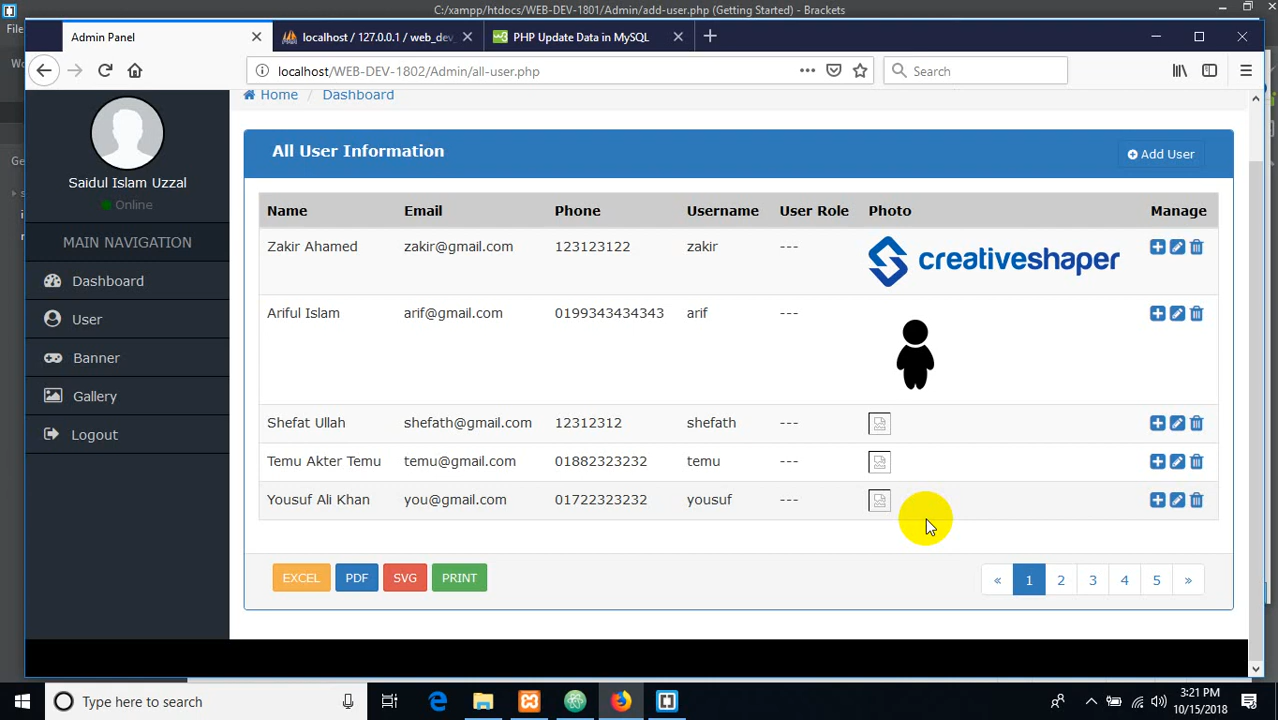 C:/xampp/htdocs/WEB-DEV-1801/Admin/add-user.php (Getting Started) - Brackets
File
Admin Panel
localhost / 127.0.0.1 / web_dev_
PHP Update Data in MySQL
localhost/WEB-DEV-1802/Admin/all-user.php
Search
Home / Dashboard
Saidul Islam Uzzal
Online
MAIN NAVIGATION
Dashboard
User
Banner
Gallery
Logout
All User Information
Add User
Name Email Phone Username User Role Photo Manage
Zakir Ahamed zakir@gmail.com 123123122 zakir --- creativeshaper
Ariful Islam arif@gmail.com 0199343434343 arif ---
Shefat Ullah shefath@gmail.com 12312312 shefath ---
Temu Akter Temu temu@gmail.com 01882323232 temu ---
Yousuf Ali Khan you@gmail.com 01722323232 yousuf ---
EXCEL PDF SVG PRINT
« 1 2 3 4 5 »
Type here to search
3:21 PM
10/15/2018